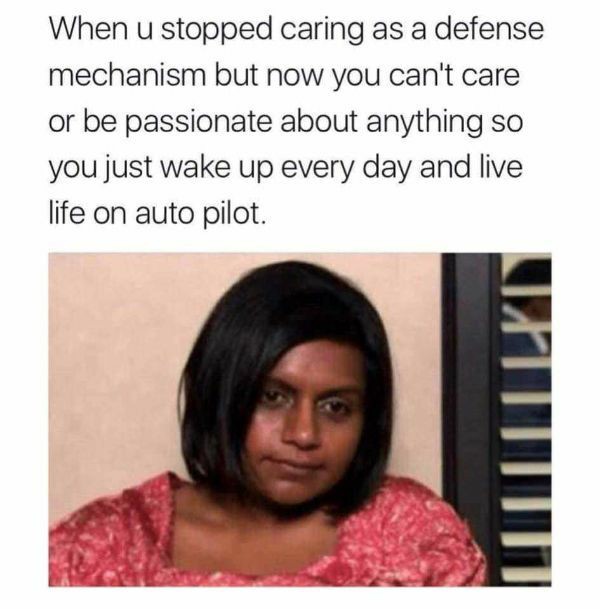 When u stopped caring as a defense
mechanism but now you can't care
or be passionate about anything so
you just wake up every day and live
life on auto pilot.